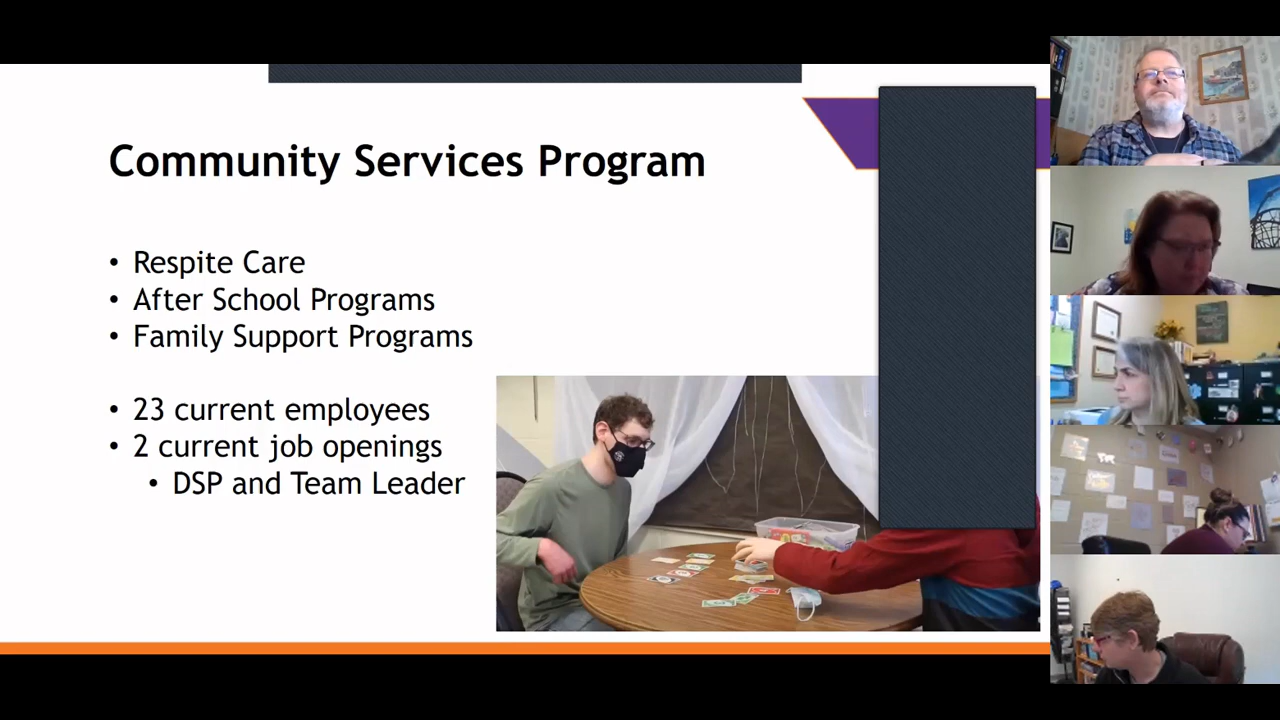 Community Services Program
• Respite Care
• After School Programs
• Family Support Programs
• 23 current employees
• 2 current job openings
• DSP and Team Leader